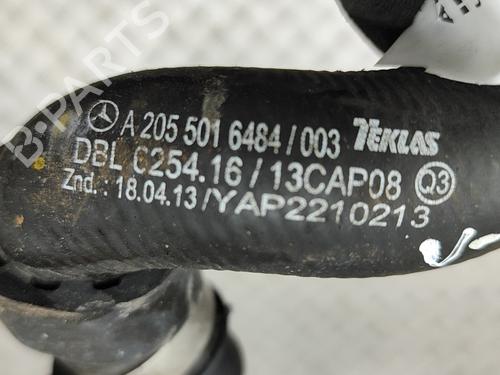 B-PARTS
A 205 501 6484 / 003 TEKLAS
DBL 6254.16 / 13CAP08 Q3
Znd.: 18.04.13 / YAP2210213